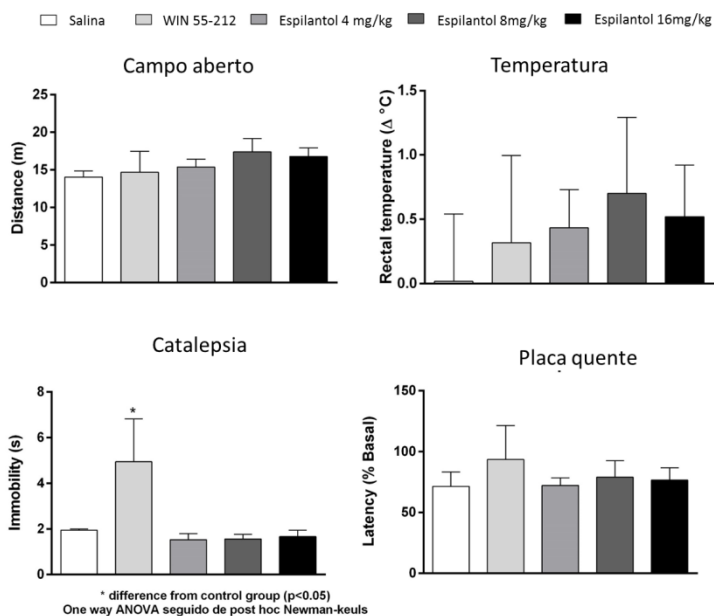 Salina WIN 55-212 Espilantol 4 mg/kg Espilantol 8mg/kg Espilantol 16mg/kg
Campo aberto
Distance (m)
25
20
15
10
5
0
Temperatura
Rectal temperature (Δ °C)
1.5
1.0
0.5
0.0
Catalepsia
Immobility (s)
8
6
4
2
0
*
* difference from control group (p<0.05)
One way ANOVA seguido de post hoc Newman-keuls
Placa quente
Latency (% Basal)
150
100
50
0